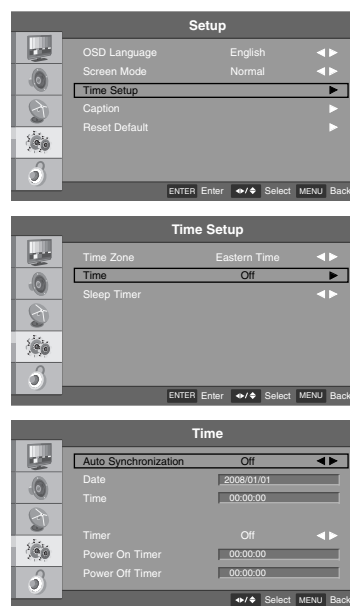 Setup
OSD Language English
Screen Mode Normal
Time Setup
Caption
Reset Default
ENTER Enter / Select MENU Back
Time Setup
Time Zone Eastern Time
Time Off
Sleep Timer
ENTER Enter / Select MENU Back
Time
Auto Synchronization Off
Date 2008/01/01
Time 00:00:00
Timer Off
Power On Timer 00:00:00
Power Off Timer 00:00:00
/ Select MENU Back